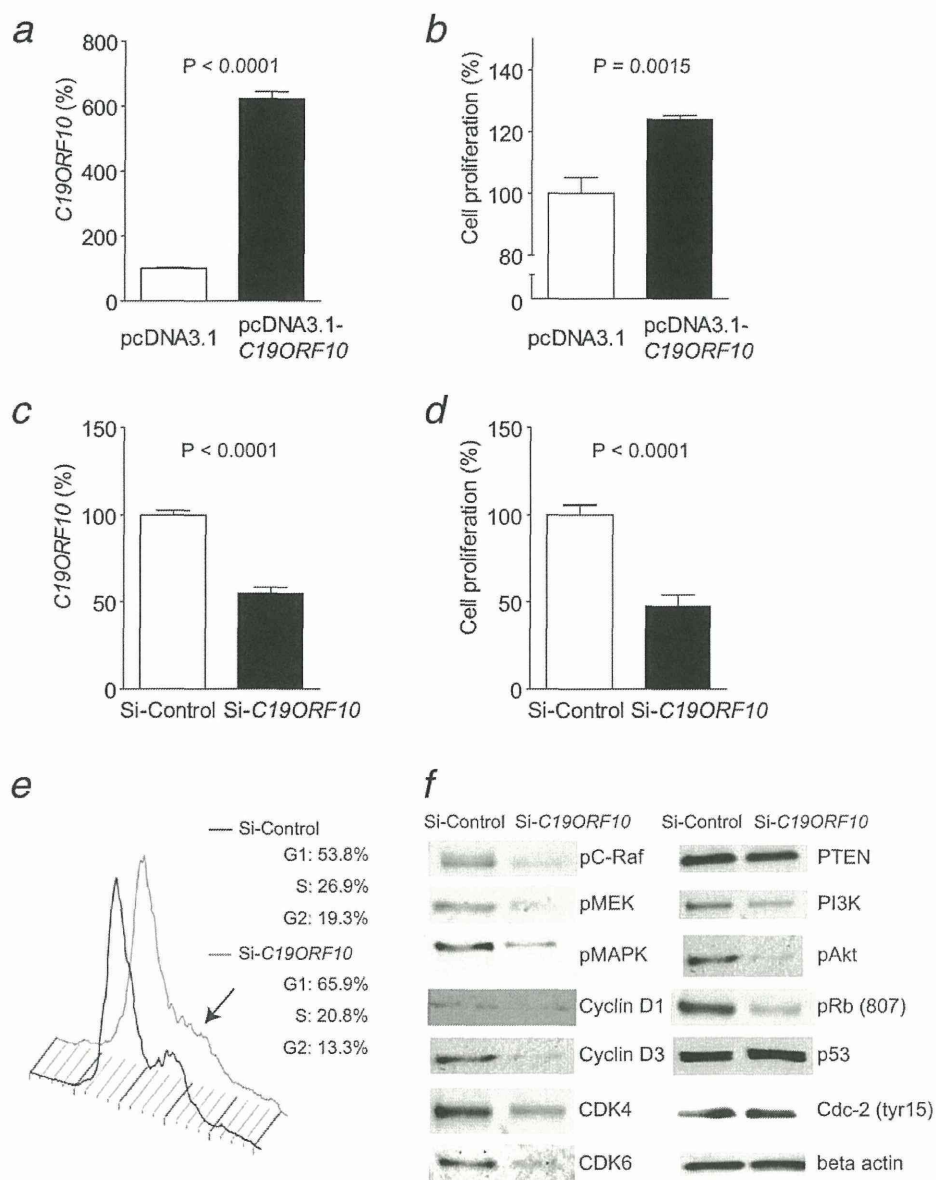 a
800
600
400
200
0
C19ORF10 (%)
P < 0.0001
pcDNA3.1
pcDNA3.1-
C19ORF10
b
140
120
100
80
0
Cell proliferation (%)
P = 0.0015
pcDNA3.1
pcDNA3.1-
C19ORF10
c
150
100
50
0
C19ORF10 (%)
P < 0.0001
Si-Control Si-C19ORF10
d
150
100
50
0
Cell proliferation (%)
P < 0.0001
Si-Control Si-C19ORF10
e
Si-Control
G1: 53.8%
S: 26.9%
G2: 19.3%
Si-C19ORF10
G1: 65.9%
S: 20.8%
G2: 13.3%
f
Si-Control Si-C19ORF10
pC-Raf
pMEK
pMAPK
Cyclin D1
Cyclin D3
CDK4
CDK6
Si-Control Si-C19ORF10
PTEN
PI3K
pAkt
pRb (807)
p53
Cdc-2 (tyr15)
beta actin